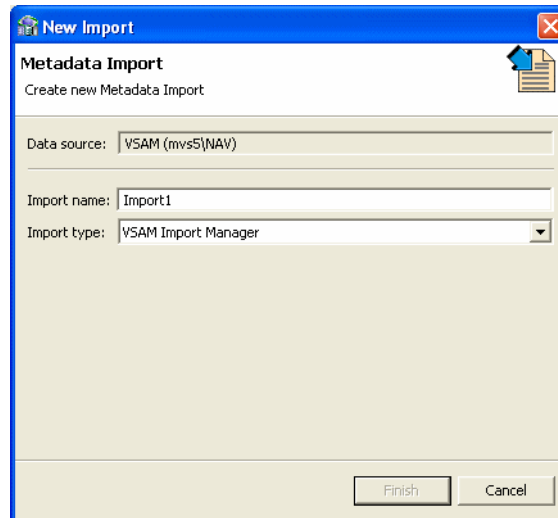 New Import
Metadata Import
Create new Metadata Import
Data source: VSAM (mvs5\NAV)
Import name: Import1
Import type: VSAM Import Manager
Finish Cancel